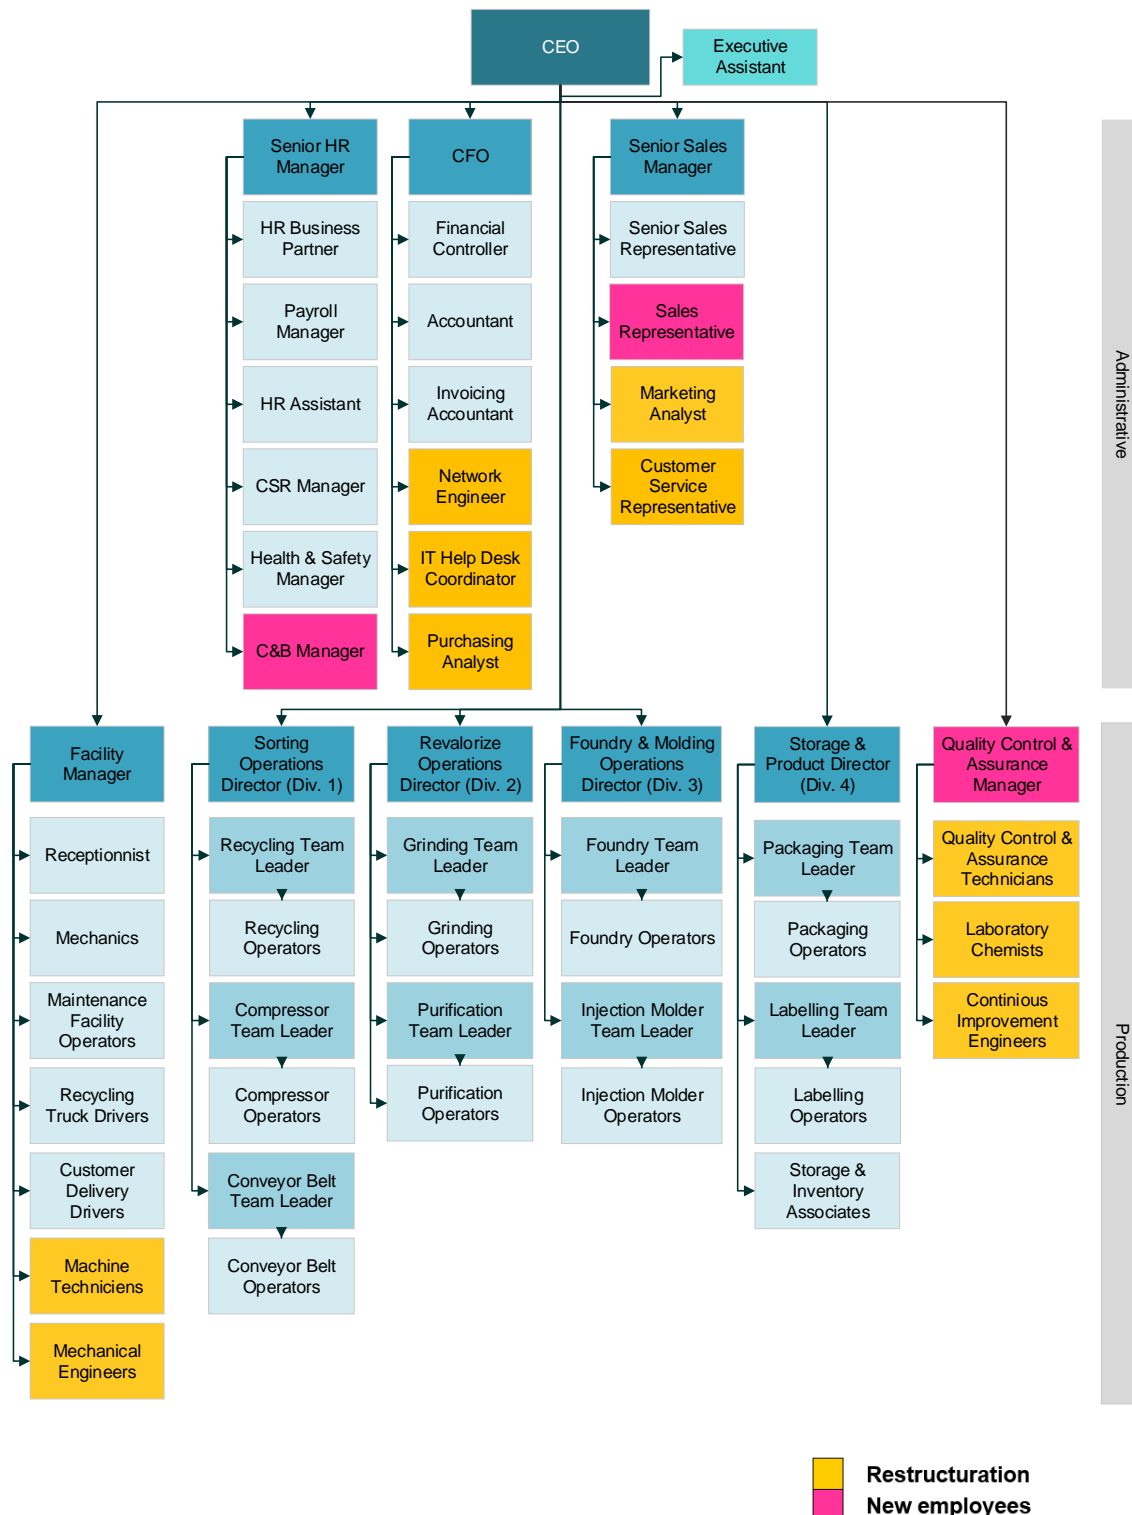 CEO
Executive
Assistant
Senior HR
Manager
CFO
Senior Sales
Manager
HR Business
Partner
Financial
Controller
Senior Sales
Representative
Payroll
Manager
Accountant
Sales
Representative
HR Assistant
Invoicing
Accountant
Marketing
Analyst
CSR Manager
Network
Engineer
Customer
Service
Representative
Health & Safety
Manager
IT Help Desk
Coordinator
C&B Manager
Purchasing
Analyst
Administrative
Facility
Manager
Sorting
Operations
Director (Div. 1)
Revalorize
Operations
Director (Div. 2)
Foundry & Molding
Operations
Director (Div. 3)
Storage &
Product Director
(Div. 4)
Quality Control &
Assurance
Manager
Receptionnist
Recycling Team
Leader
Grinding Team
Leader
Foundry Team
Leader
Packaging Team
Leader
Quality Control &
Assurance
Technicians
Mechanics
Recycling
Operators
Grinding
Operators
Foundry Operators
Packaging
Operators
Laboratory
Chemists
Maintenance
Facility
Operators
Compressor
Team Leader
Purification
Team Leader
Injection Molder
Team Leader
Labelling Team
Leader
Continious
Improvement
Engineers
Recycling
Truck Drivers
Compressor
Operators
Purification
Operators
Injection Molder
Operators
Labelling
Operators
Customer
Delivery
Drivers
Conveyor Belt
Team Leader
Storage &
Inventory
Associates
Machine
Techniciens
Conveyor Belt
Operators
Mechanical
Engineers
Production
Restructuration
New employees